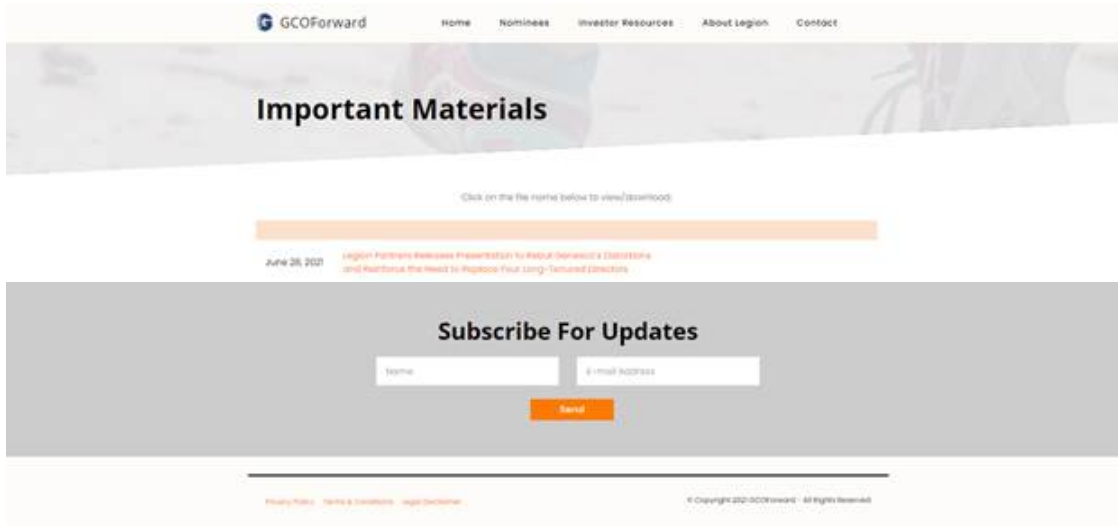 GCOForward
Home Nominees Investor Resources About Legion Contact
Important Materials
Click on the file name below to view/download.
June 28, 2021
Legion Partners Releases Presentation to Rebut Genesco's Distortions
and Reinforce the Need to Replace Four Long-Tenured Directors
Subscribe For Updates
Name E-mail Address
Send
Privacy Policy Terms & Conditions Legal Disclaimer
© Copyright 2021 GCOForward - All Rights Reserved.